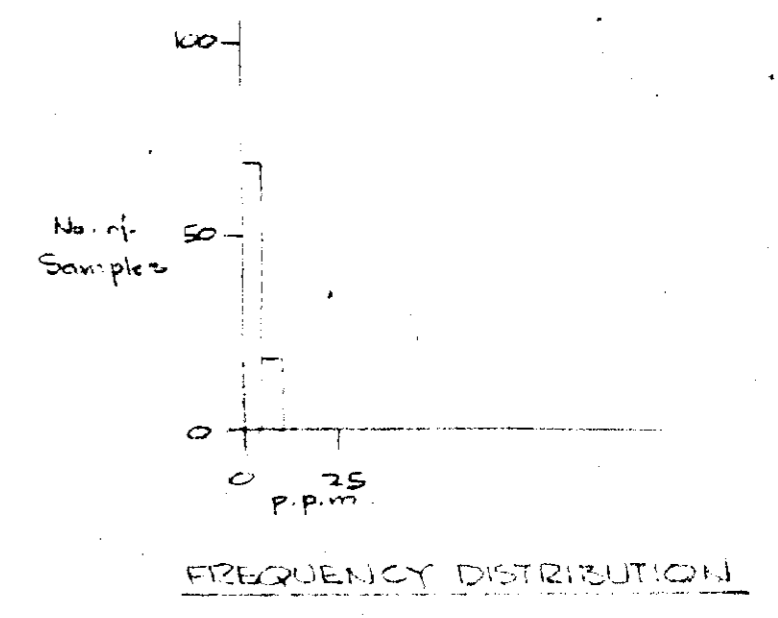 100
No. of
Samples
50
0
0 25
p.p.m.
FREQUENCY DISTRIBUTION